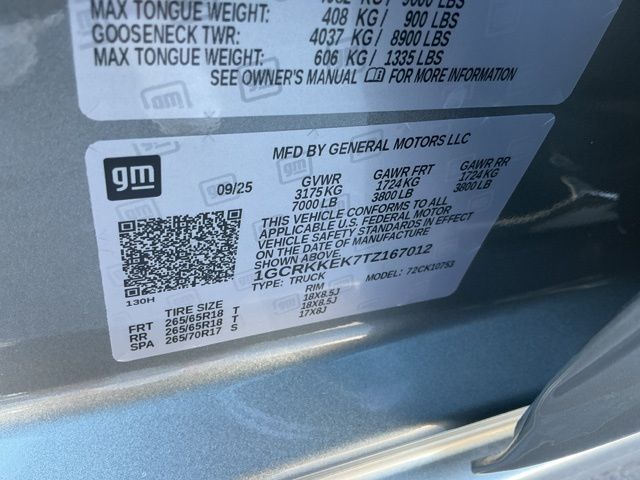 MAX TONGUE WEIGHT: 408 KG / 900 LBS
GOOSENECK TWR: 4037 KG / 8900 LBS
MAX TONGUE WEIGHT: 606 KG / 1335 LBS
SEE OWNER'S MANUAL FOR MORE INFORMATION
gm
MFD BY GENERAL MOTORS LLC
09/25 GVWR GAWR FRT GAWR RR
3175 KG 1724 KG 1724 KG
7000 LB 3800 LB 3800 LB
THIS VEHICLE CONFORMS TO ALL
APPLICABLE U.S. FEDERAL MOTOR
VEHICLE SAFETY STANDARDS IN EFFECT
ON THE DATE OF MANUFACTURE SHOWN ABOVE
1GCRKKEK7TZ167012
TYPE: TRUCK MODEL: 72CK10753
130H
TIRE SIZE RIM
FRT 265/65R18 T 18X8.5J
RR 265/65R18 T 18X8.5J
SPA 265/70R17 S 17X8J